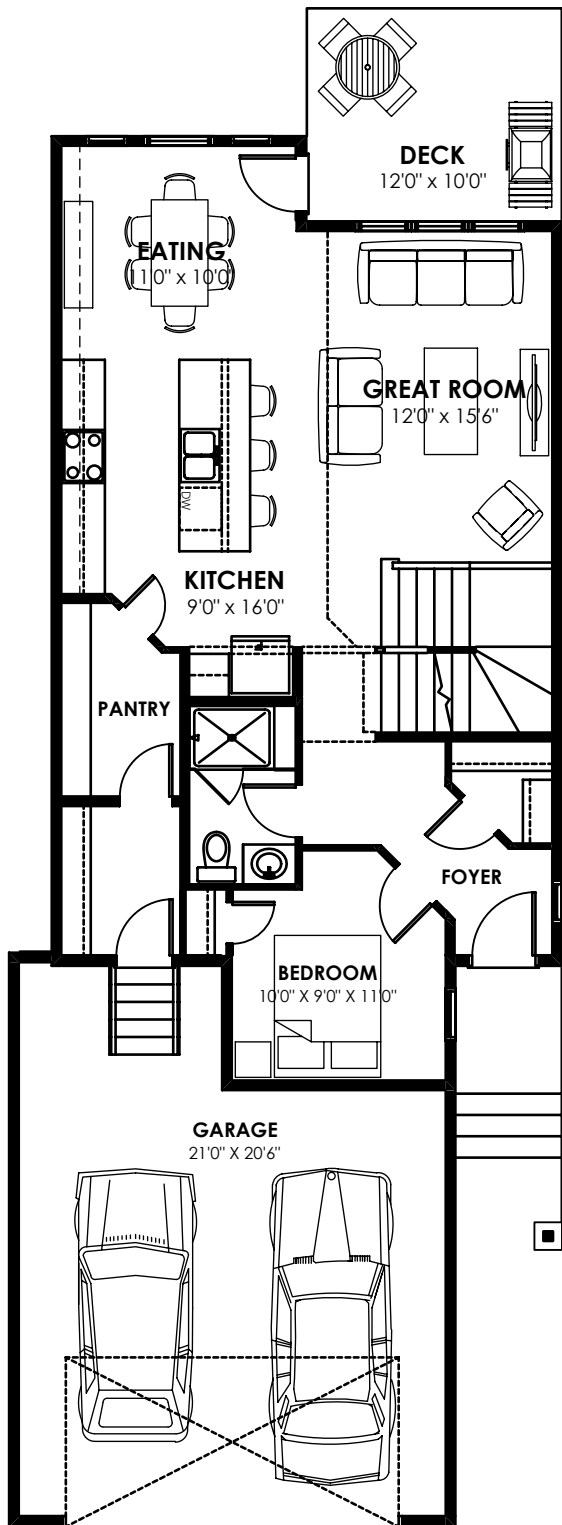 DECK
12'0" x 10'0"
EATING
11'0" x 10'0"
GREAT ROOM
12'0" x 15'6"
DW
KITCHEN
9'0" x 16'0"
PANTRY
FOYER
BEDROOM
10'0" X 9'0" X 11'0"
GARAGE
21'0" X 20'6"